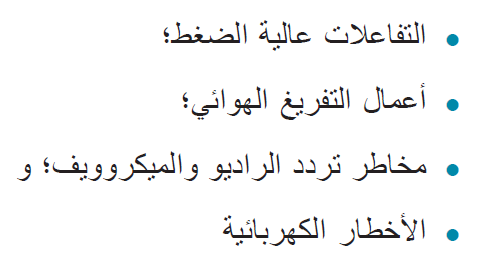 • التفاعلات عالية الضغط؛
• أعمال التفريغ الهوائي؛
• مخاطر تردد الراديو والميكروويف؛ و
• الأخطار الكهربائية